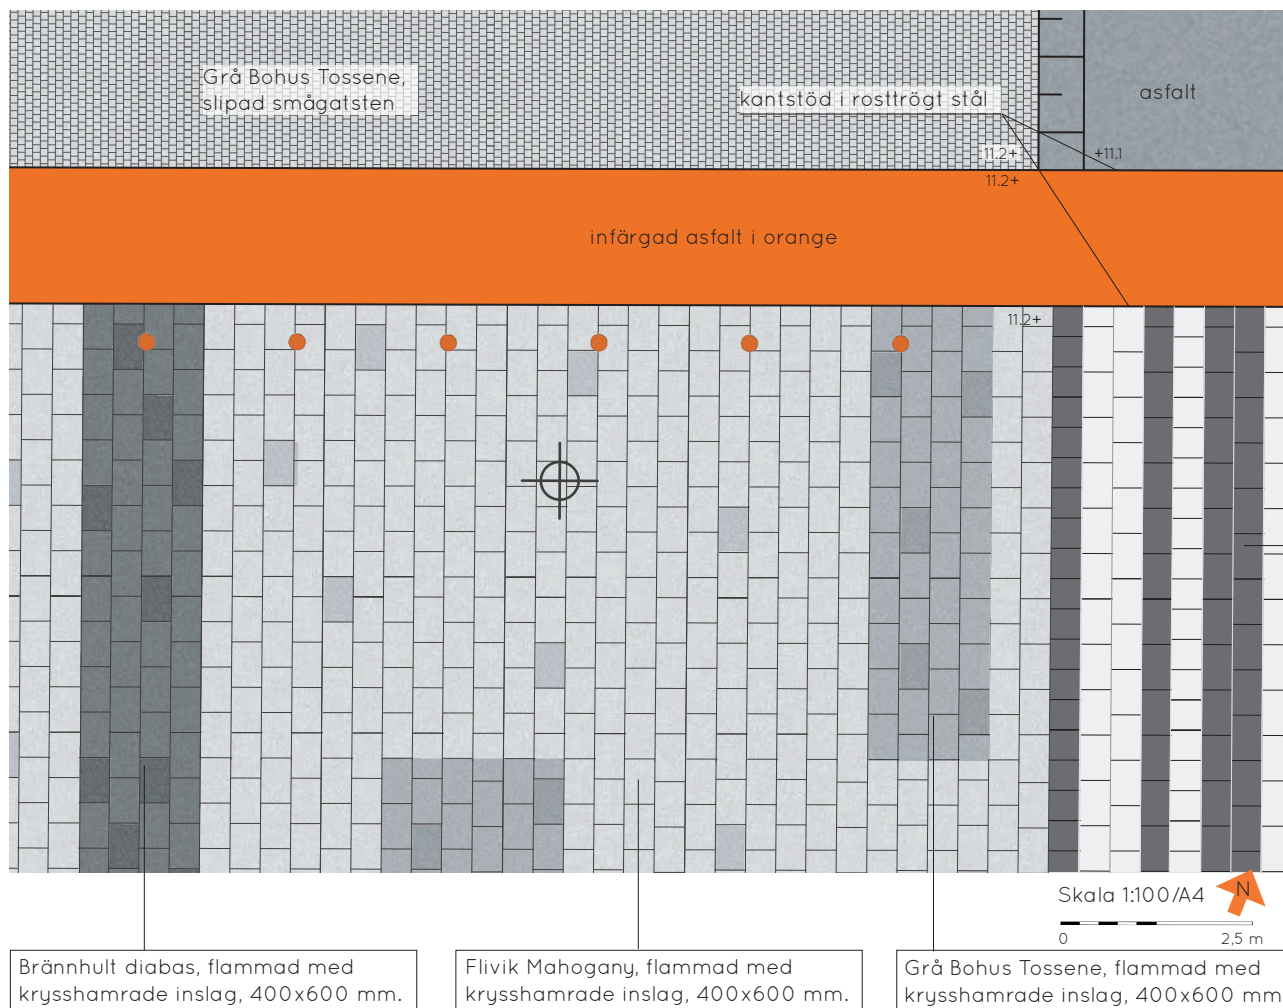 Grå Bohus Tossene,
slipad smågatsten
kantstöd i rosttrögt stål
asfalt
11.2+
+11.1
11.2+
infärgad asfalt i orange
11.2+
Skala 1:100/A4
N
0
2,5 m
Brännhult diabas, flammad med
krysshamrade inslag, 400x600 mm.
Flivik Mahogany, flammad med
krysshamrade inslag, 400x600 mm.
Grå Bohus Tossene, flammad med
krysshamrade inslag, 400x600 mm